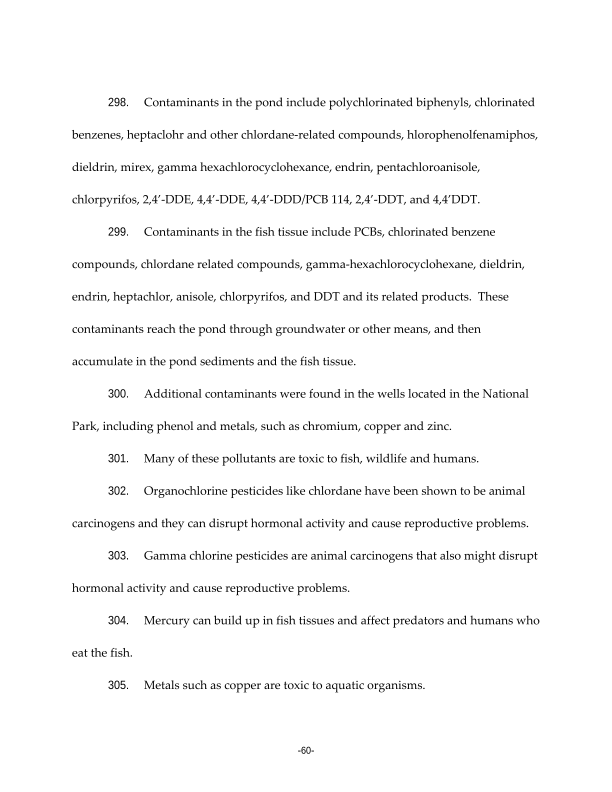 298. Contaminants in the pond include polychlorinated biphenyls, chlorinated
benzenes, heptaclohr and other chlordane-related compounds, hlorophenolfenamiphos,
dieldrin, mirex, gamma hexachlorocyclohexance, endrin, pentachloroanisole,
chlorpyrifos, 2,4’-DDE, 4,4’-DDE, 4,4’-DDD/PCB 114, 2,4’-DDT, and 4,4’DDT.
299. Contaminants in the fish tissue include PCBs, chlorinated benzene
compounds, chlordane related compounds, gamma-hexachlorocyclohexane, dieldrin,
endrin, heptachlor, anisole, chlorpyrifos, and DDT and its related products. These
contaminants reach the pond through groundwater or other means, and then
accumulate in the pond sediments and the fish tissue.
300. Additional contaminants were found in the wells located in the National
Park, including phenol and metals, such as chromium, copper and zinc.
301. Many of these pollutants are toxic to fish, wildlife and humans.
302. Organochlorine pesticides like chlordane have been shown to be animal
carcinogens and they can disrupt hormonal activity and cause reproductive problems.
303. Gamma chlorine pesticides are animal carcinogens that also might disrupt
hormonal activity and cause reproductive problems.
304. Mercury can build up in fish tissues and affect predators and humans who
eat the fish.
305. Metals such as copper are toxic to aquatic organisms.
-60-